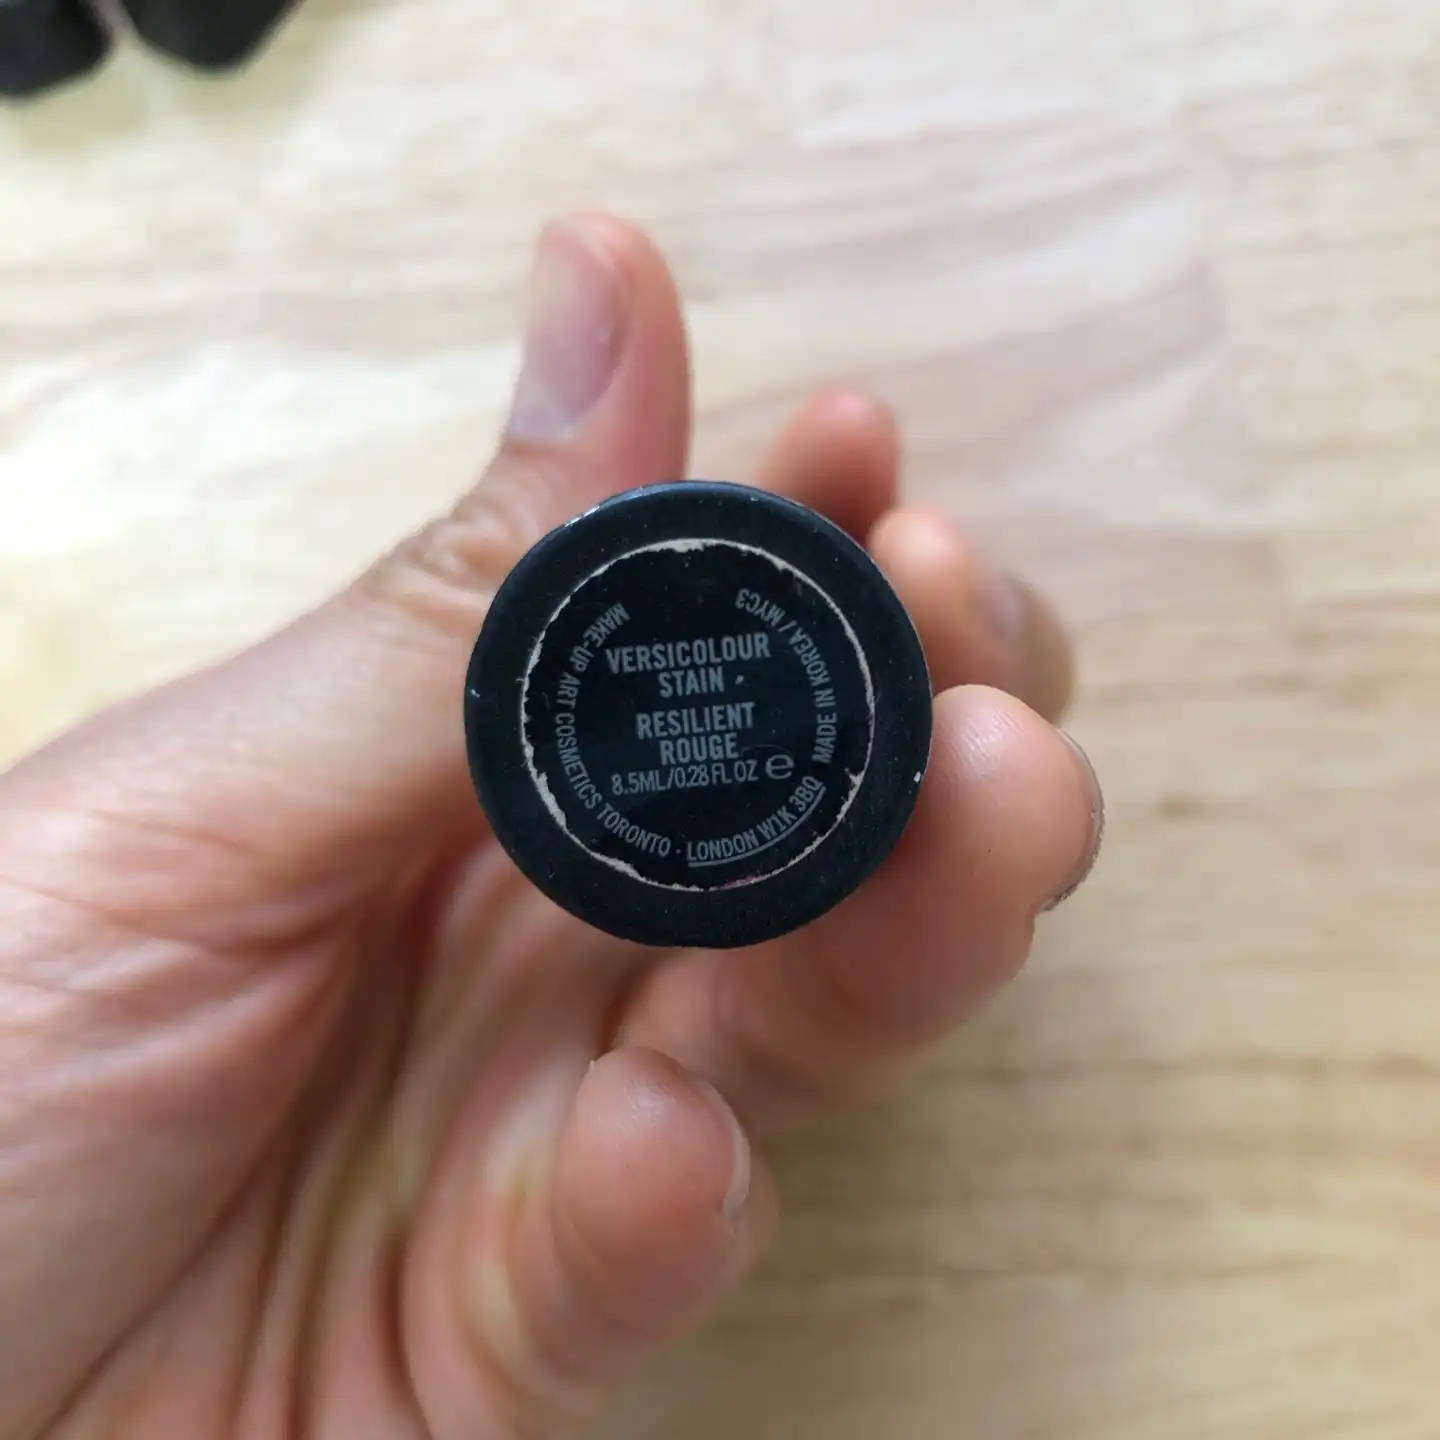 VERSICOLOUR
STAIN ·
RESILIENT
ROUGE
8.5ML/0.28 FL OZ ℮
MAKE-UP ART COSMETICS TORONTO · LONDON W1K 3BQ
MADE IN KOREA / MYC3